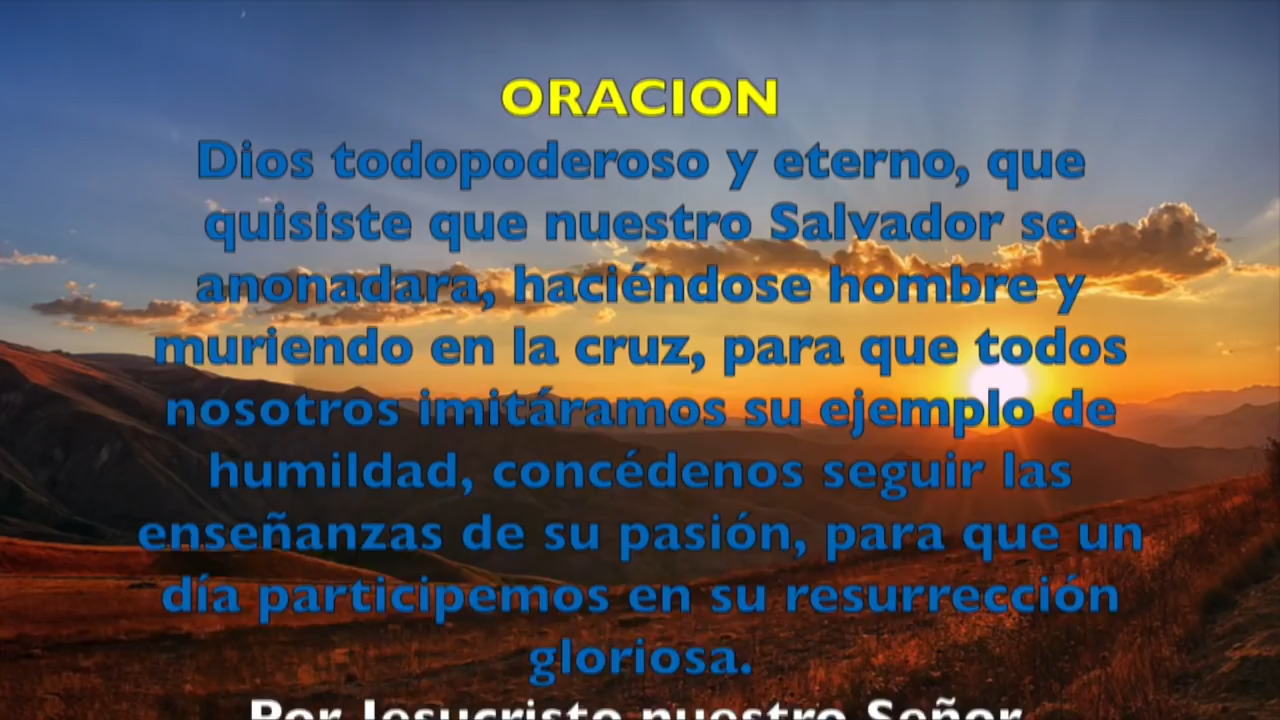 ORACION
Dios todopoderoso y eterno, que
quisiste que nuestro Salvador se
anonadara, haciéndose hombre y
muriendo en la cruz, para que todos
nosotros imitáramos su ejemplo de
humildad, concédenos seguir las
enseñanzas de su pasión, para que un
día participemos en su resurrección
gloriosa.
Por Jesucristo nuestro Señor